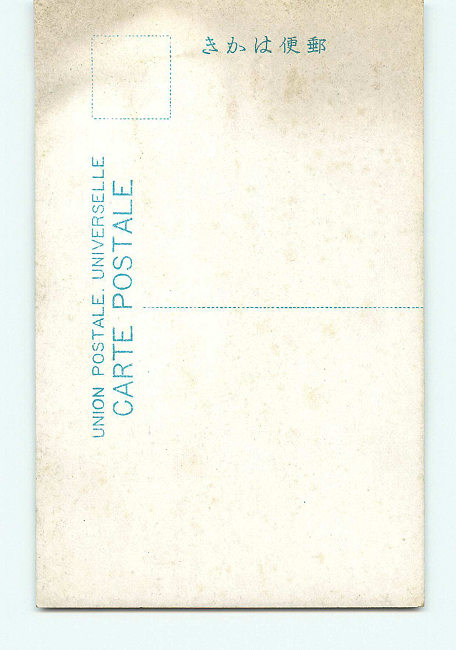 郵便はかき
UNION POSTALE. UNIVERSELLE
CARTE POSTALE